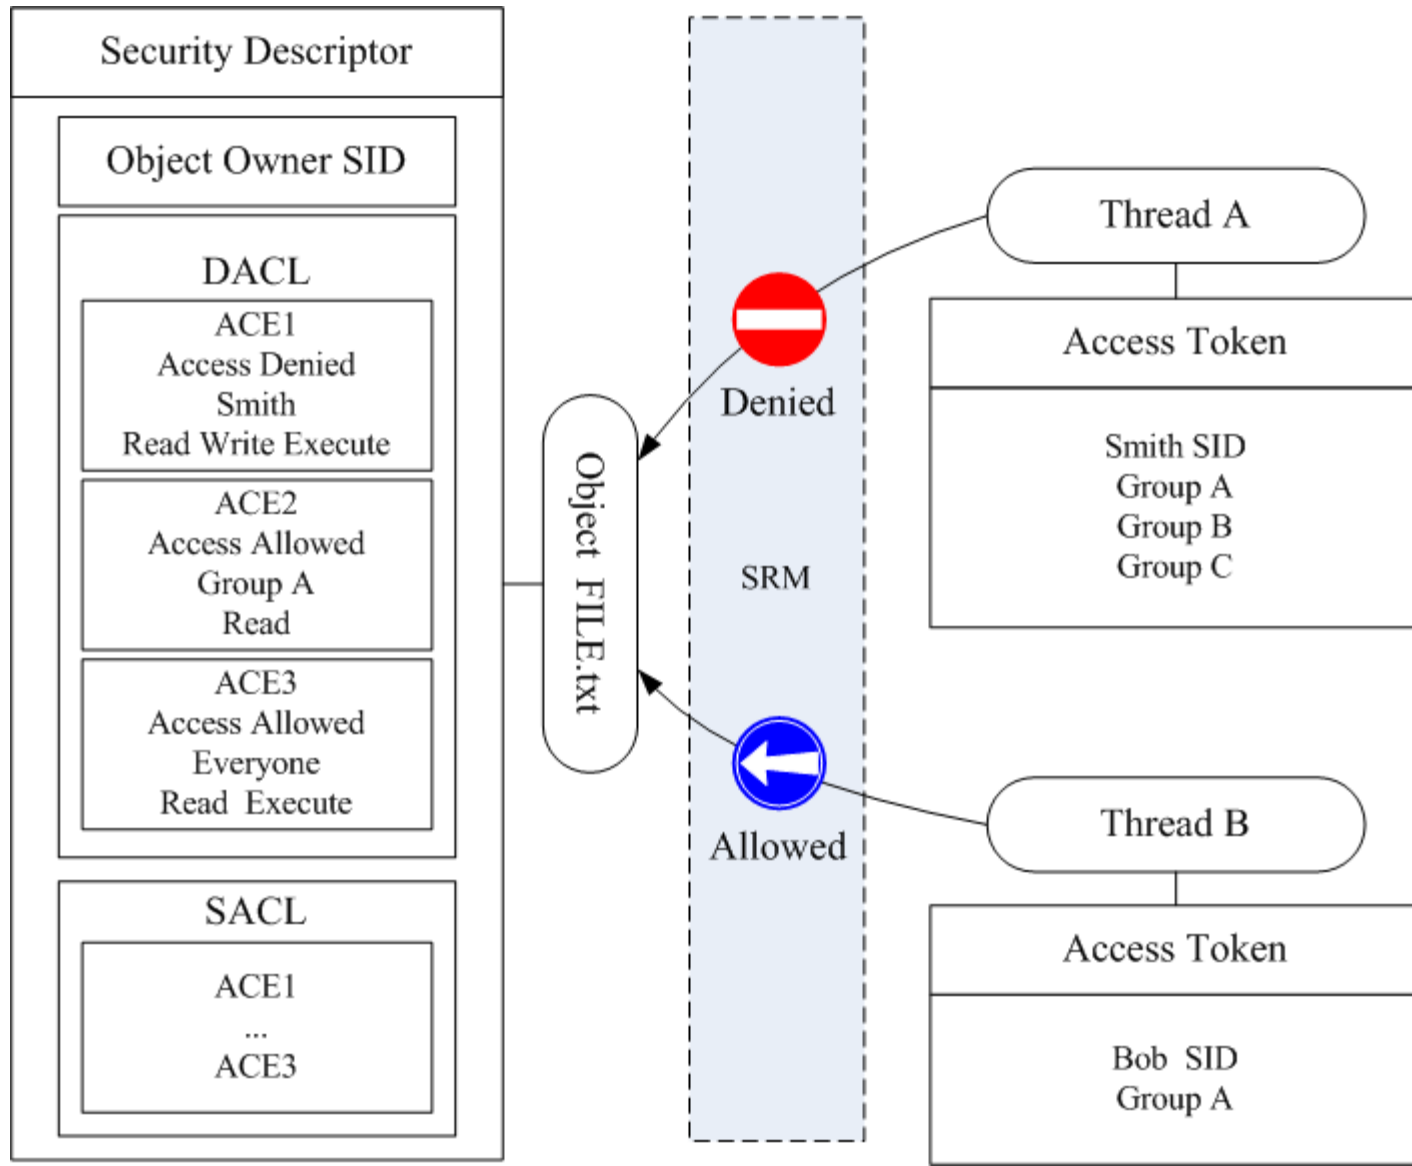 Security Descriptor
Object Owner SID
DACL
ACE1
Access Denied
Smith
Read Write Execute
ACE2
Access Allowed
Group A
Read
ACE3
Access Allowed
Everyone
Read Execute
SACL
ACE1
...
ACE3
Object FILE.txt
Denied
SRM
Allowed
Thread A
Access Token
Smith SID
Group A
Group B
Group C
Thread B
Access Token
Bob SID
Group A